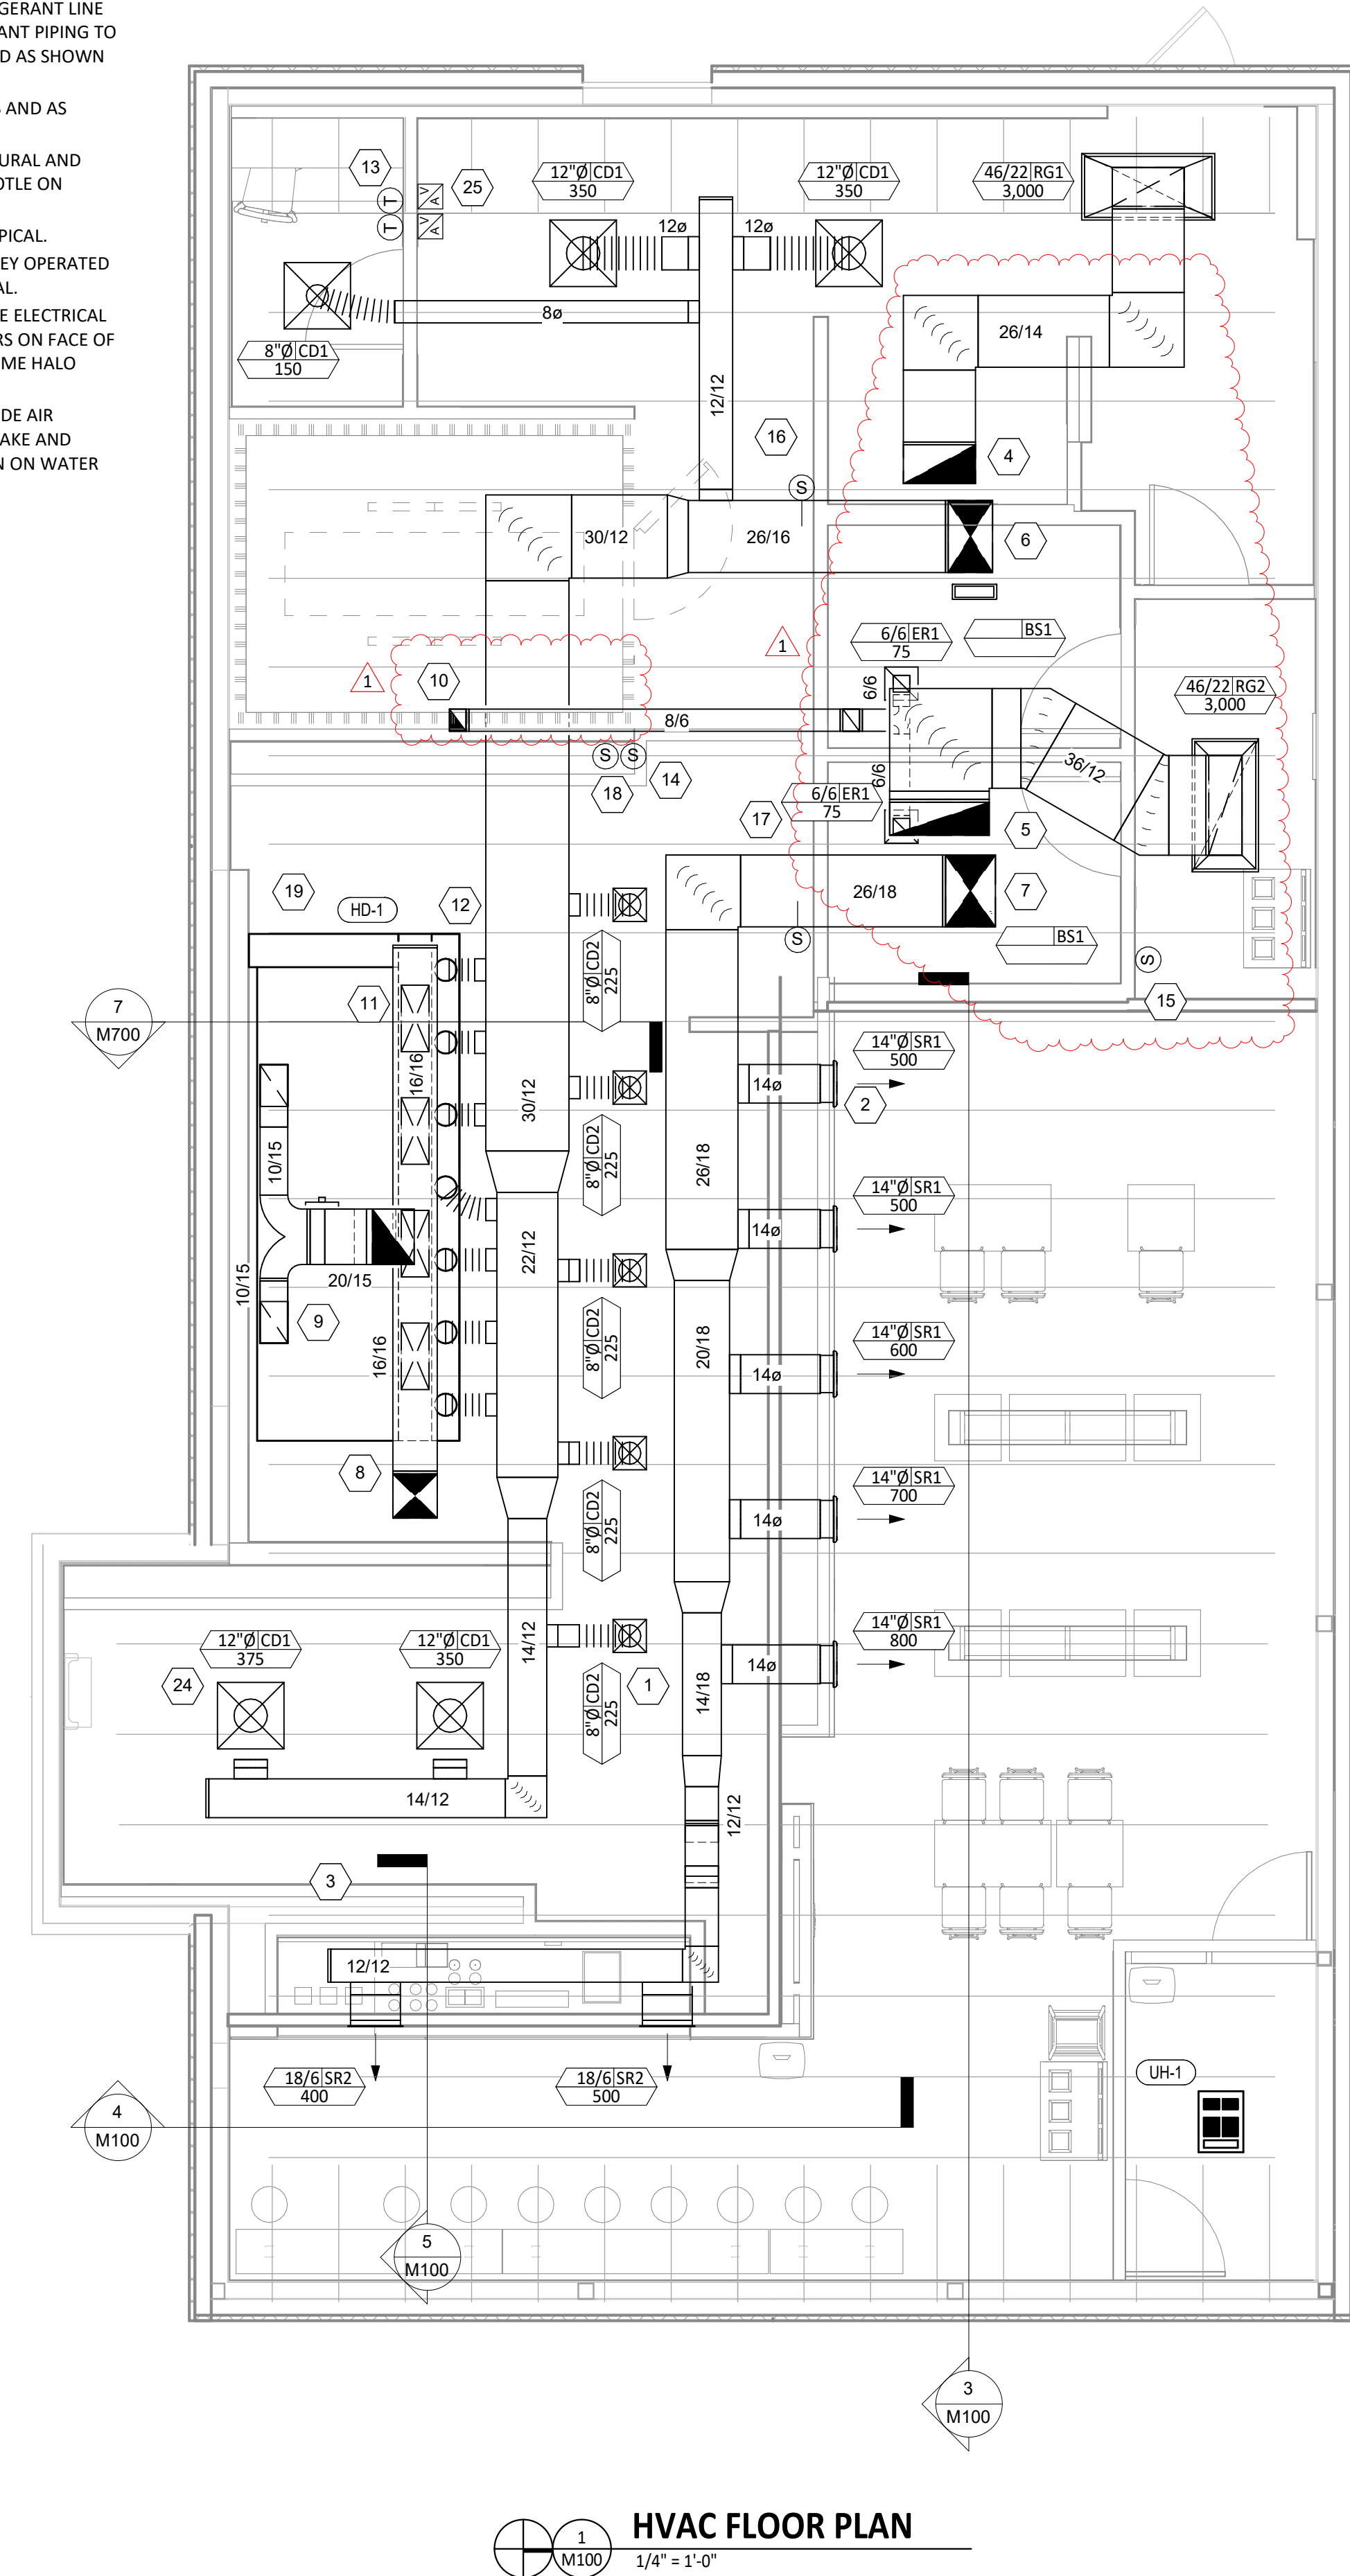 GERANT LINE
ANT PIPING TO
D AS SHOWN
S AND AS
URAL AND
OTLE ON
PICAL.
EY OPERATED
AL.
E ELECTRICAL
RS ON FACE OF
ME HALO
DE AIR
AKE AND
N ON WATER
13
T
T
V
A
V
A
25
12"Ø CD1
350
12"Ø CD1
350
46/22 RG1
3,000
12ø
12ø
8ø
8"Ø CD1
150
26/14
12/12
16
4
S
30/12
26/16
6
6/6 ER1
75
BS1
1
1
10
6/6
46/22 RG2
3,000
8/6
S
S
14
18
6/6
36/12
6/6 ER1
75
17
5
19
HD-1
12
26/18
7
8"Ø CD2
225
S
BS1
S
11
15
7
M700
16/16
14"Ø SR1
500
14ø
2
30/12
8"Ø CD2
225
26/18
10/15
14"Ø SR1
500
14ø
22/12
20/15
10/15
9
16/16
8"Ø CD2
225
20/18
14"Ø SR1
600
14ø
8
8"Ø CD2
225
14"Ø SR1
700
14ø
12"Ø CD1
375
12"Ø CD1
350
14/12
14"Ø SR1
800
14ø
24
8"Ø CD2
225
1
14/18
14/12
12/12
3
12/12
18/6 SR2
400
18/6 SR2
500
UH-1
4
M100
5
M100
3
M100
1
M100
HVAC FLOOR PLAN
1/4" = 1'-0"